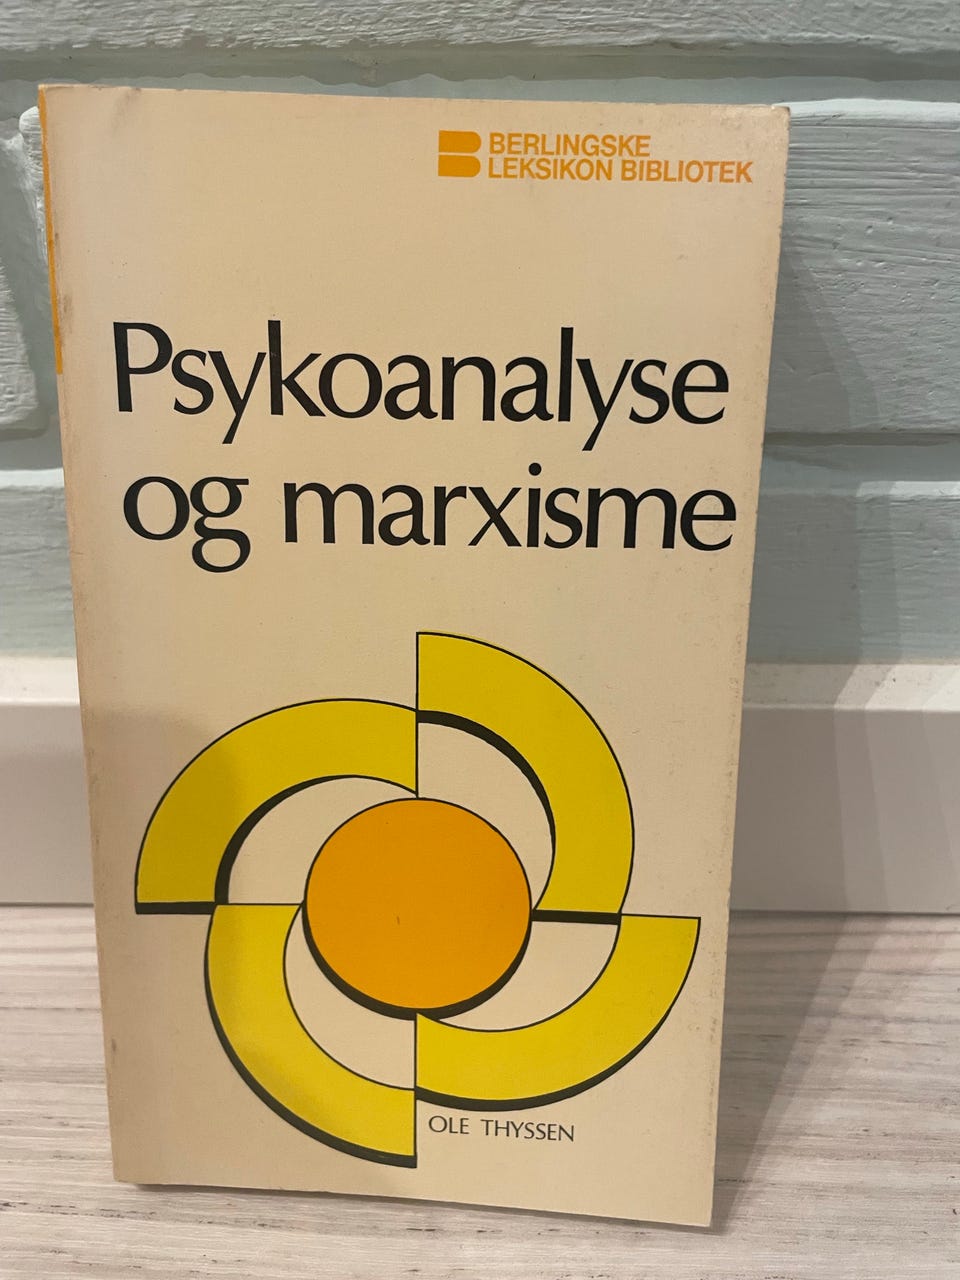 BERLINGSKE
LEKSIKON BIBLIOTEK
Psykoanalyse
og marxisme
OLE THYSSEN